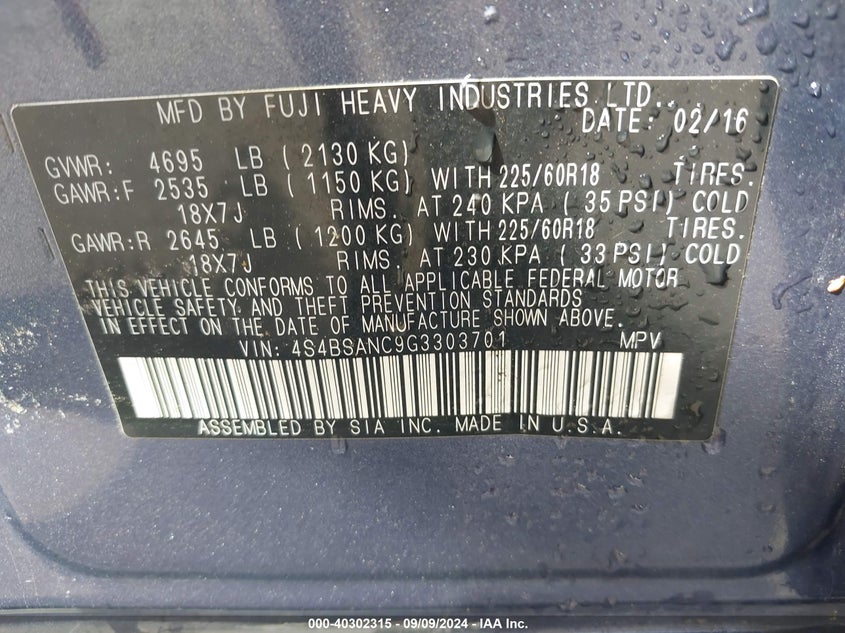 MFD BY FUJI HEAVY INDUSTRIES LTD.
DATE: 02/16
GVWR: 4695 LB (2130 KG)
GAWR:F 2535 LB (1150 KG) WITH 225/60R18 TIRES.
18X7J RIMS. AT 240 KPA (35 PSI) COLD
GAWR:R 2645 LB (1200 KG) WITH 225/60R18 TIRES.
18X7J RIMS. AT 230 KPA (33 PSI) COLD
THIS VEHICLE CONFORMS TO ALL APPLICABLE FEDERAL MOTOR
VEHICLE SAFETY AND THEFT PREVENTION STANDARDS
IN EFFECT ON THE DATE OF MANUFACTURE SHOWN ABOVE.
VIN: 4S4BSANC9G3303701 MPV
ASSEMBLED BY SIA INC. MADE IN U.S.A.
000-40302315 - 09/09/2024 - IAA Inc.